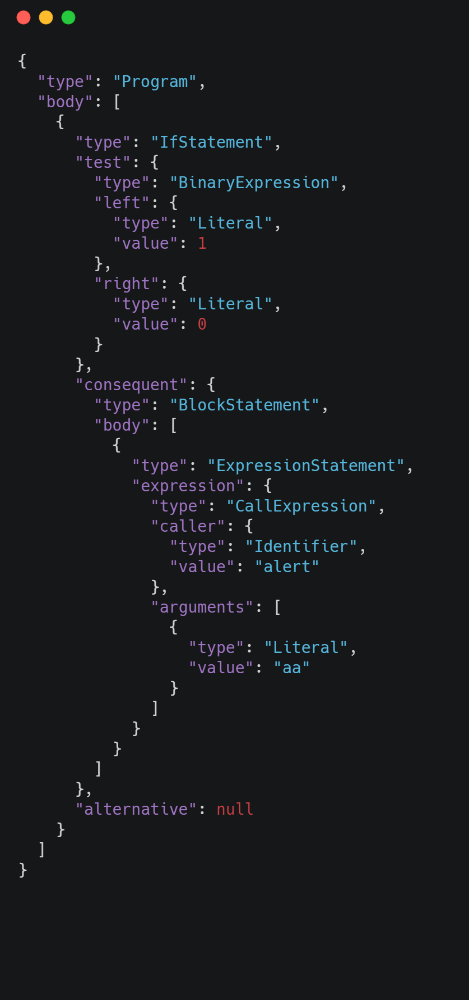 {
  "type": "Program",
  "body": [
    {
      "type": "IfStatement",
      "test": {
        "type": "BinaryExpression",
        "left": {
          "type": "Literal",
          "value": 1
        },
        "right": {
          "type": "Literal",
          "value": 0
        }
      },
      "consequent": {
        "type": "BlockStatement",
        "body": [
          {
            "type": "ExpressionStatement",
            "expression": {
              "type": "CallExpression",
              "caller": {
                "type": "Identifier",
                "value": "alert"
              },
              "arguments": [
                {
                  "type": "Literal",
                  "value": "aa"
                }
              ]
            }
          }
        ]
      },
      "alternative": null
    }
  ]
}